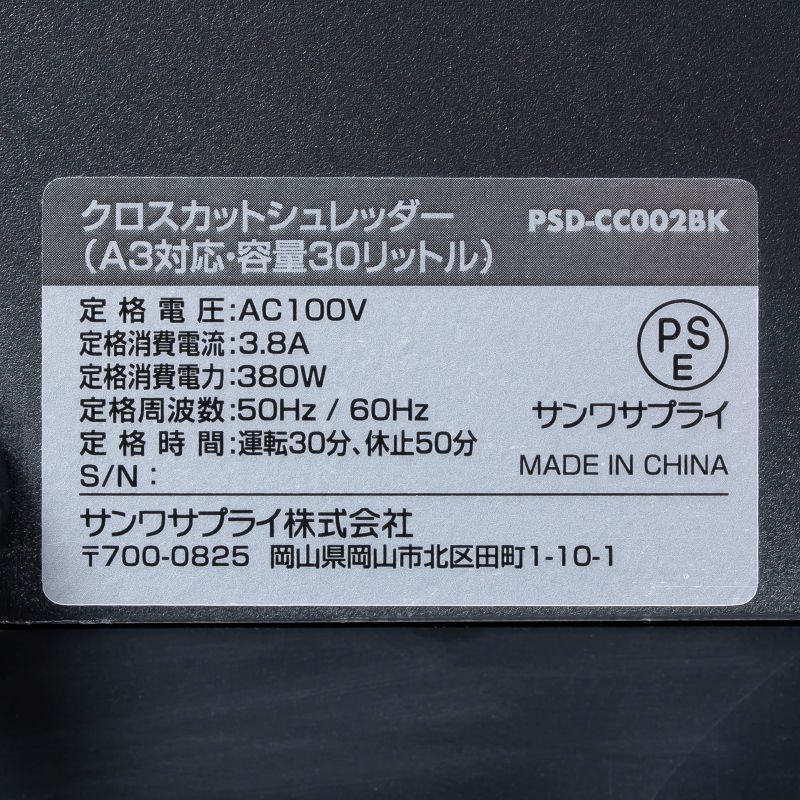 クロスカットシュレッダー PSD-CC002BK
（A3対応・容量30リットル）
定格電圧:AC100V
定格消費電流:3.8A
定格消費電力:380W
定格周波数:50Hz / 60Hz
定格時間:運転30分、休止50分
S/N :
PS
E
サンワサプライ
MADE IN CHINA
サンワサプライ株式会社
〒700-0825 岡山県岡山市北区田町1-10-1